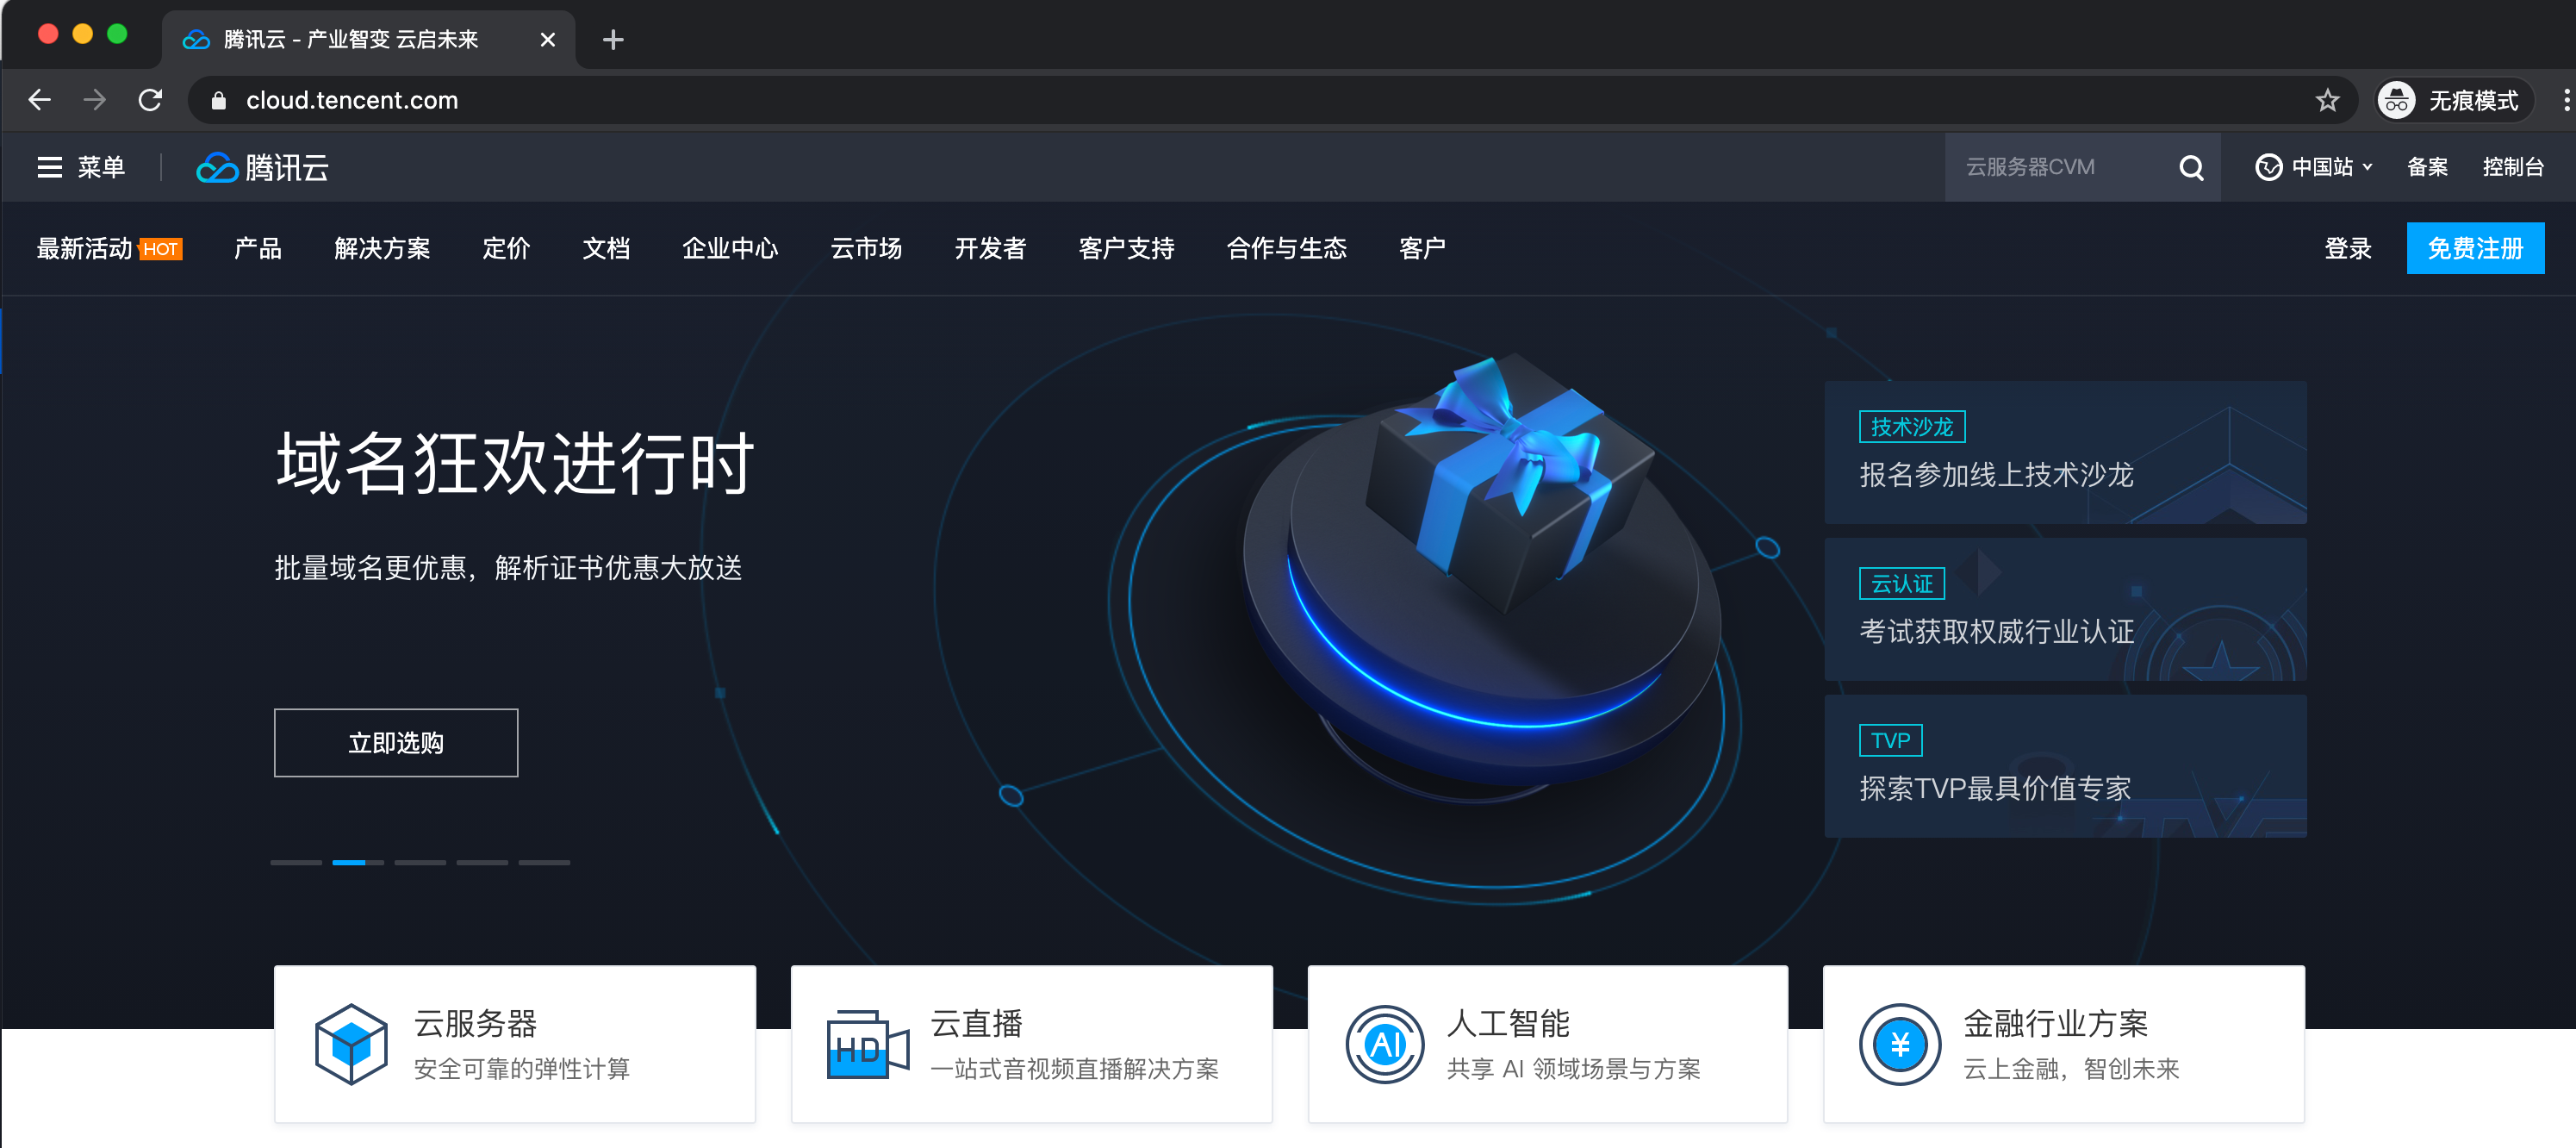 腾讯云 - 产业智变 云启未来
cloud.tencent.com
无痕模式
菜单
腾讯云
云服务器CVM
中国站
备案
控制台
最新活动 HOT
产品
解决方案
定价
文档
企业中心
云市场
开发者
客户支持
合作与生态
客户
登录
免费注册
域名狂欢进行时
批量域名更优惠，解析证书优惠大放送
立即选购
技术沙龙
报名参加线上技术沙龙
云认证
考试获取权威行业认证
TVP
探索TVP最具价值专家
云服务器
安全可靠的弹性计算
HD
云直播
一站式音视频直播解决方案
AI
人工智能
共享 AI 领域场景与方案
¥
金融行业方案
云上金融，智创未来